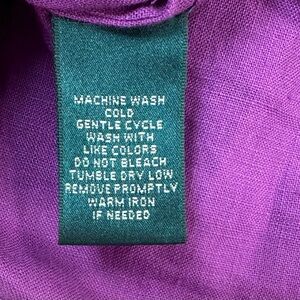 MACHINE WASH
COLD
GENTLE CYCLE
WASH WITH
LIKE COLORS
DO NOT BLEACH
TUMBLE DRY LOW
REMOVE PROMPTLY
WARM IRON
IF NEEDED